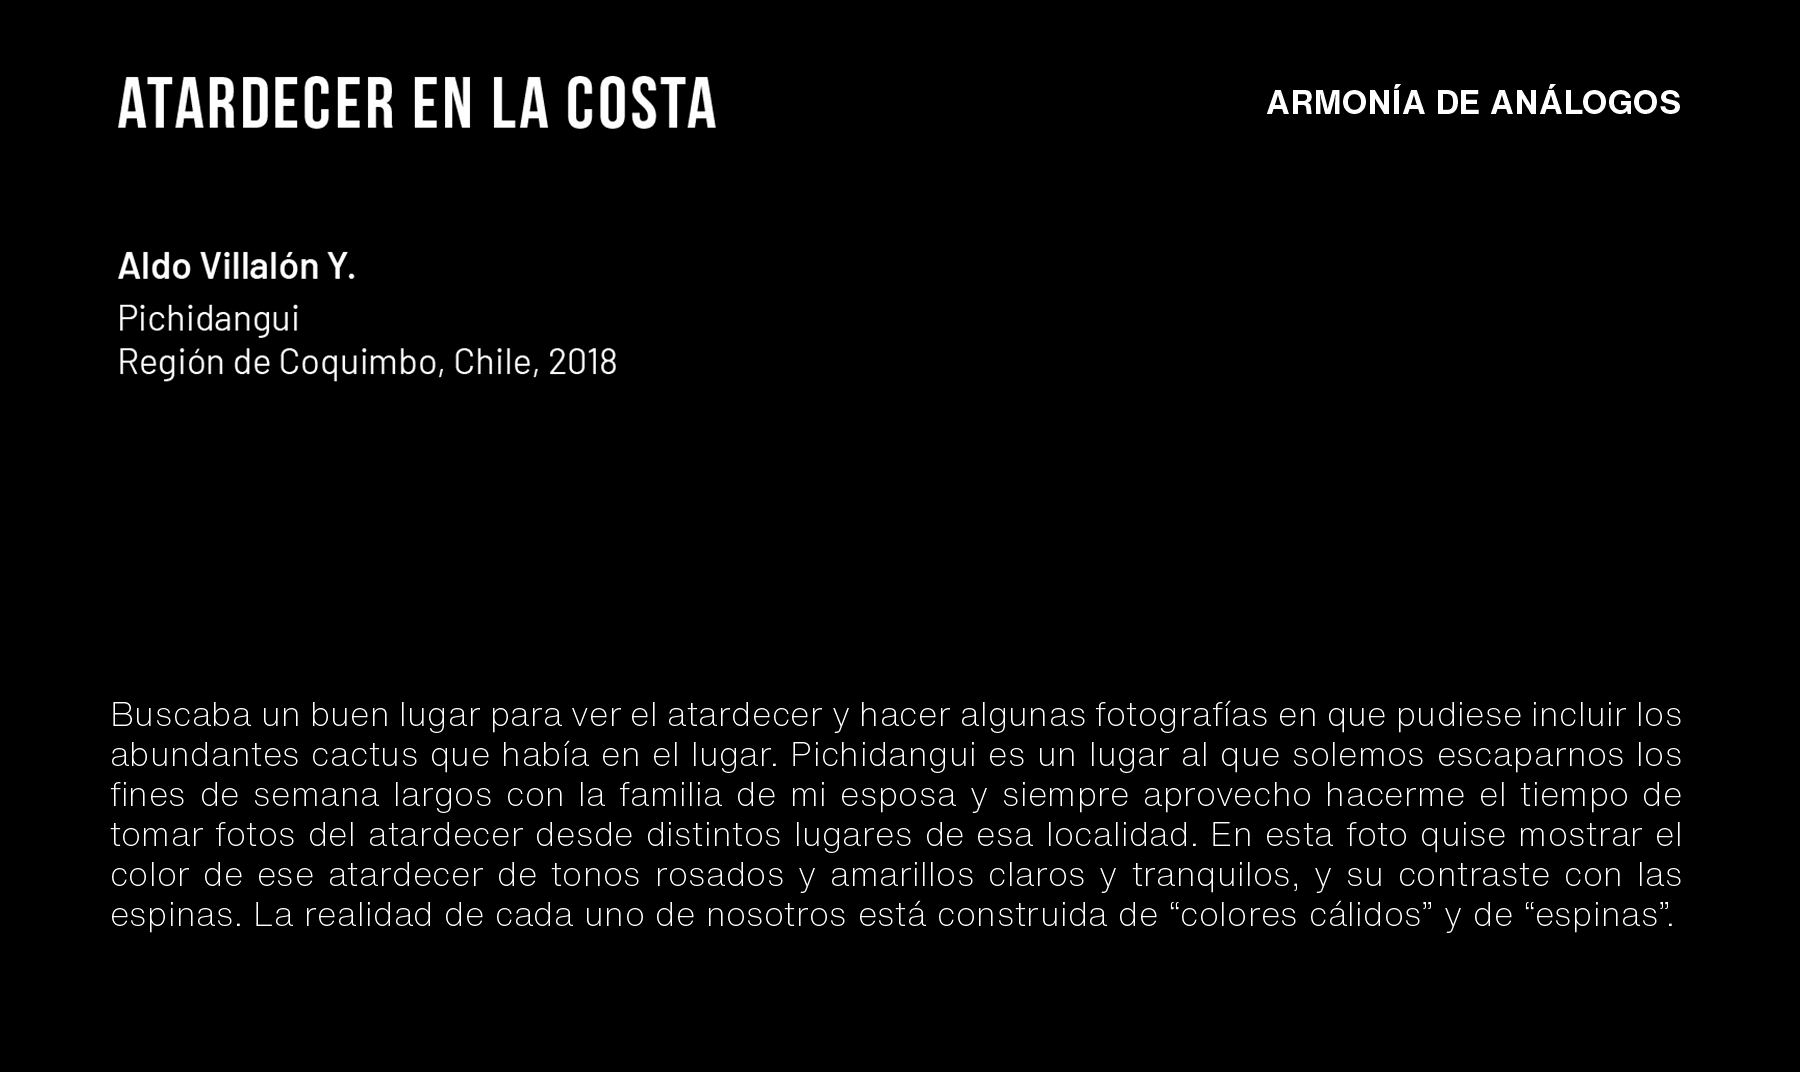 ATARDECER EN LA COSTA
ARMONÍA DE ANÁLOGOS
Aldo Villalón Y.
Pichidangui
Región de Coquimbo, Chile, 2018
Buscaba un buen lugar para ver el atardecer y hacer algunas fotografías en que pudiese incluir los
abundantes cactus que había en el lugar. Pichidangui es un lugar al que solemos escaparnos los
fines de semana largos con la familia de mi esposa y siempre aprovecho hacerme el tiempo de
tomar fotos del atardecer desde distintos lugares de esa localidad. En esta foto quise mostrar el
color de ese atardecer de tonos rosados y amarillos claros y tranquilos, y su contraste con las
espinas. La realidad de cada uno de nosotros está construida de “colores cálidos” y de “espinas”.